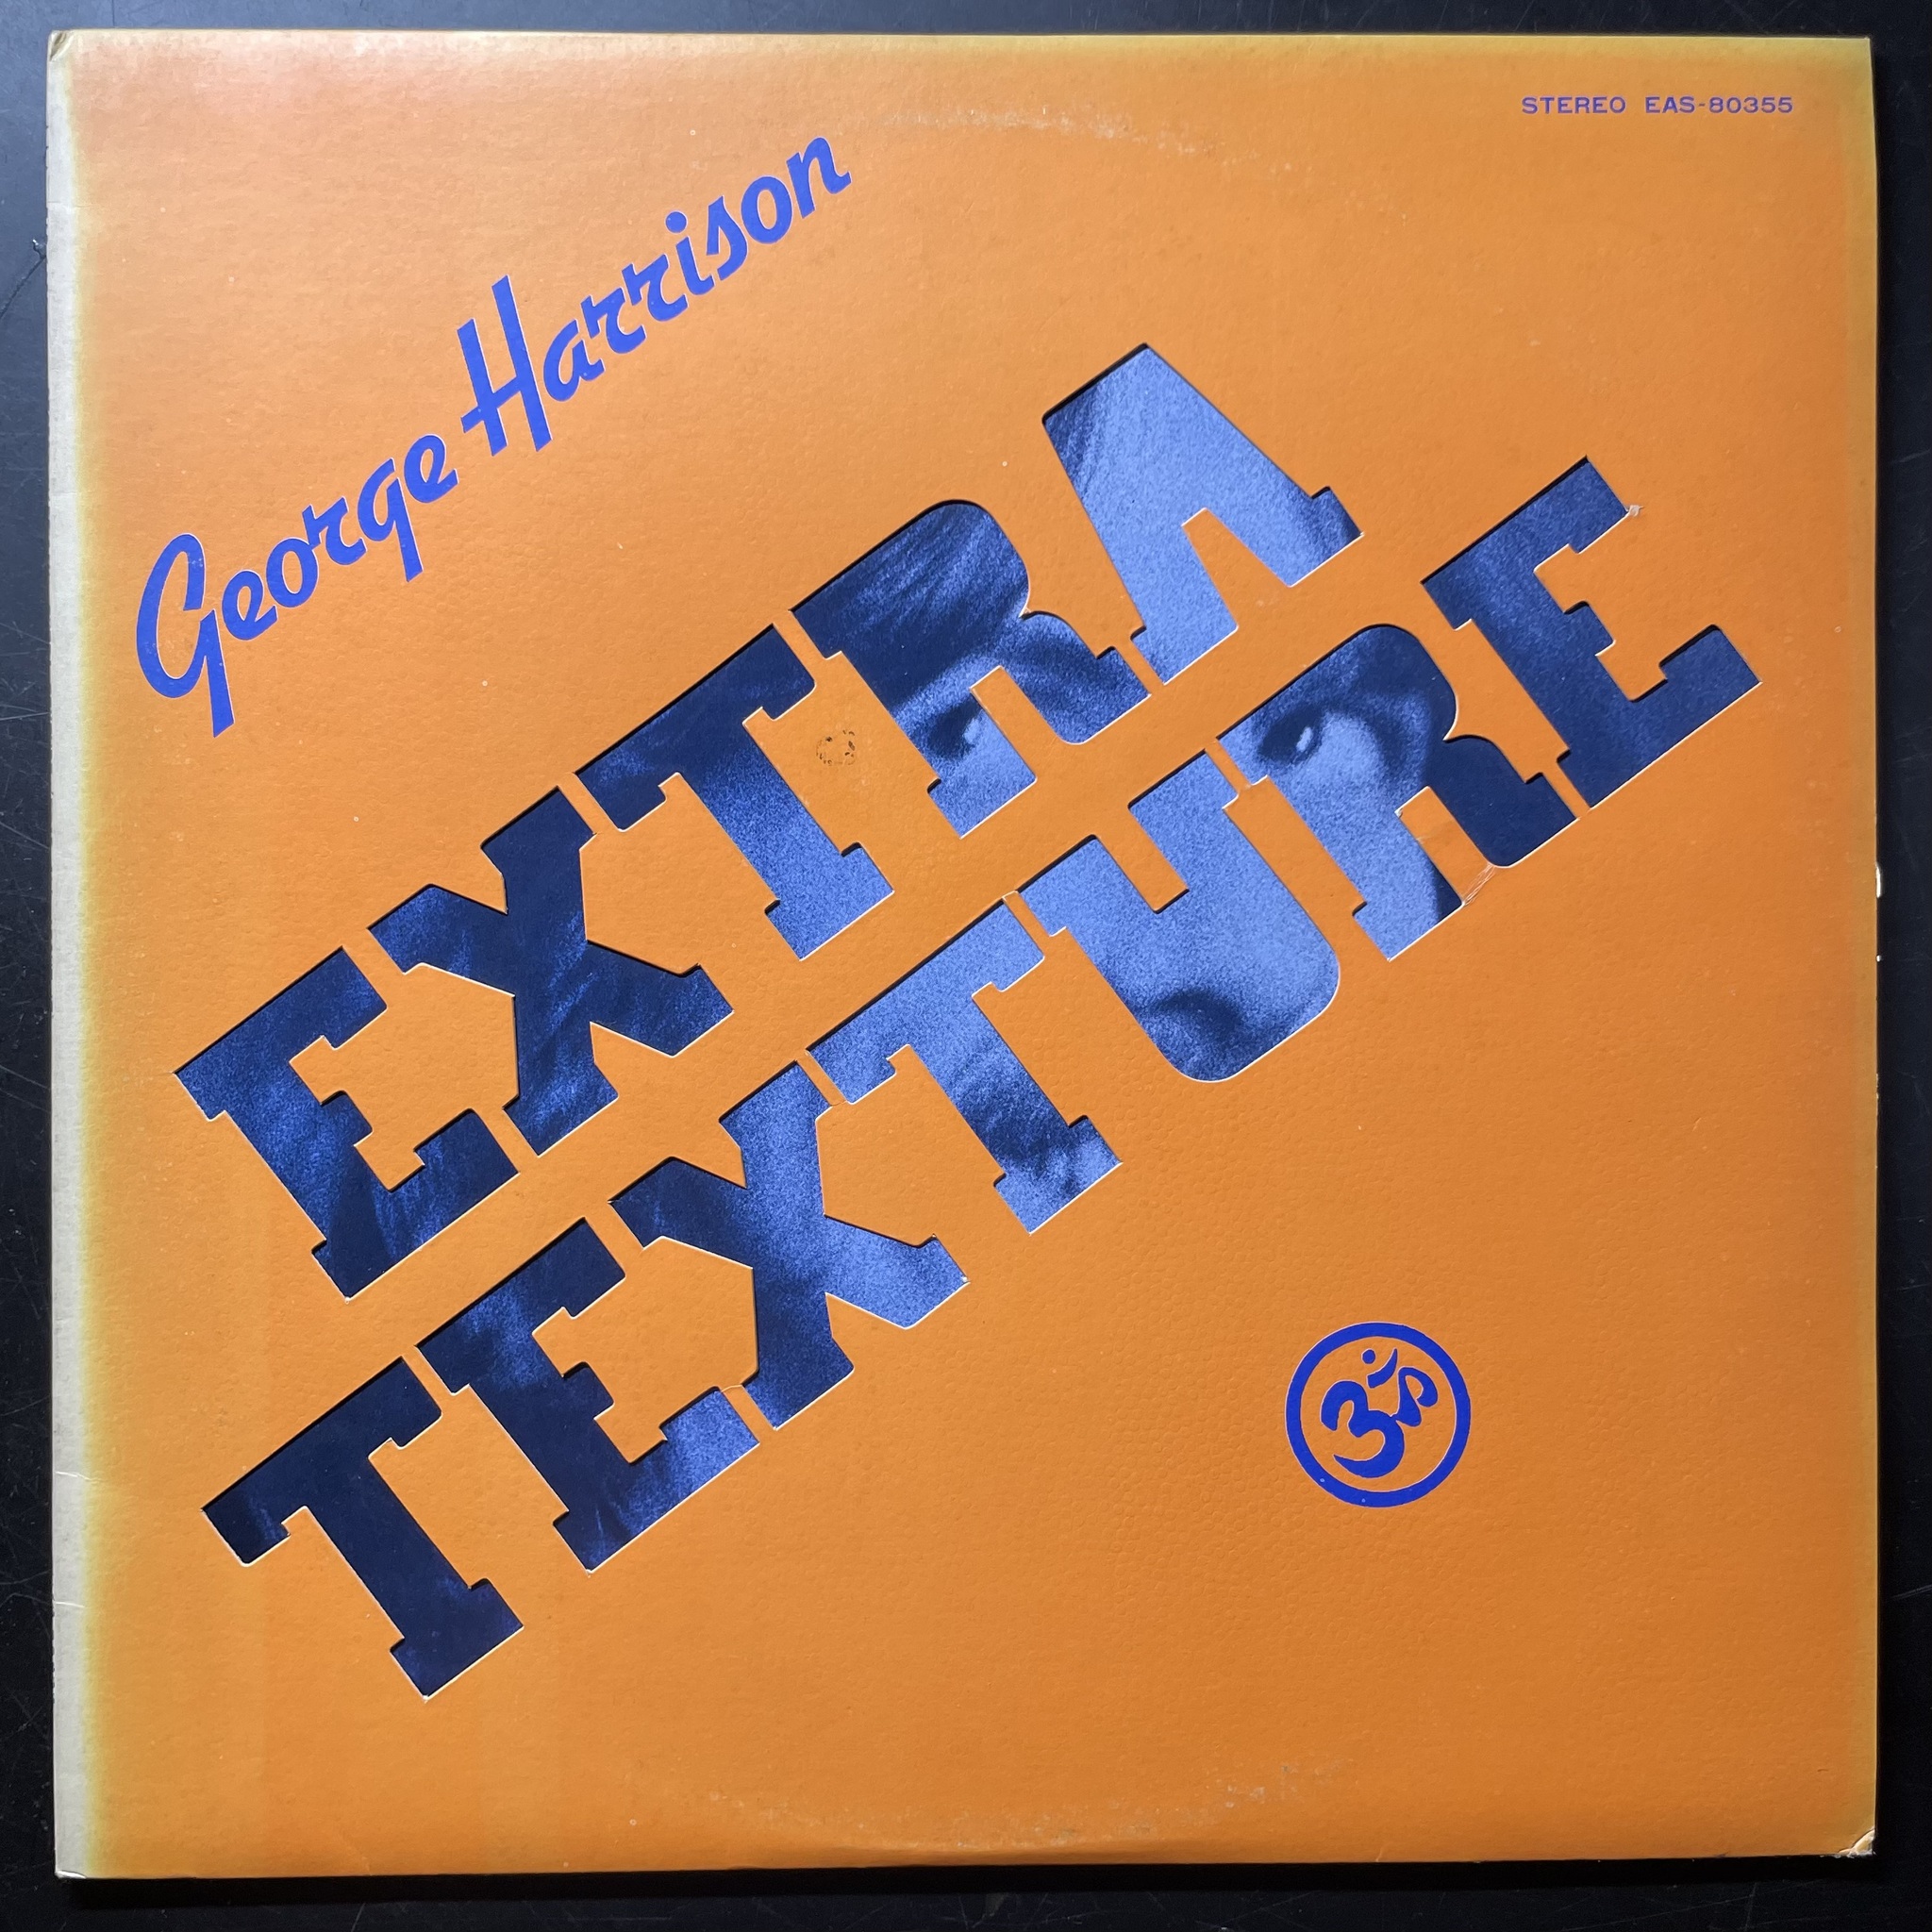 STEREO EAS-80355
George Harrison
EXTRA
TEXTURE
ॐ